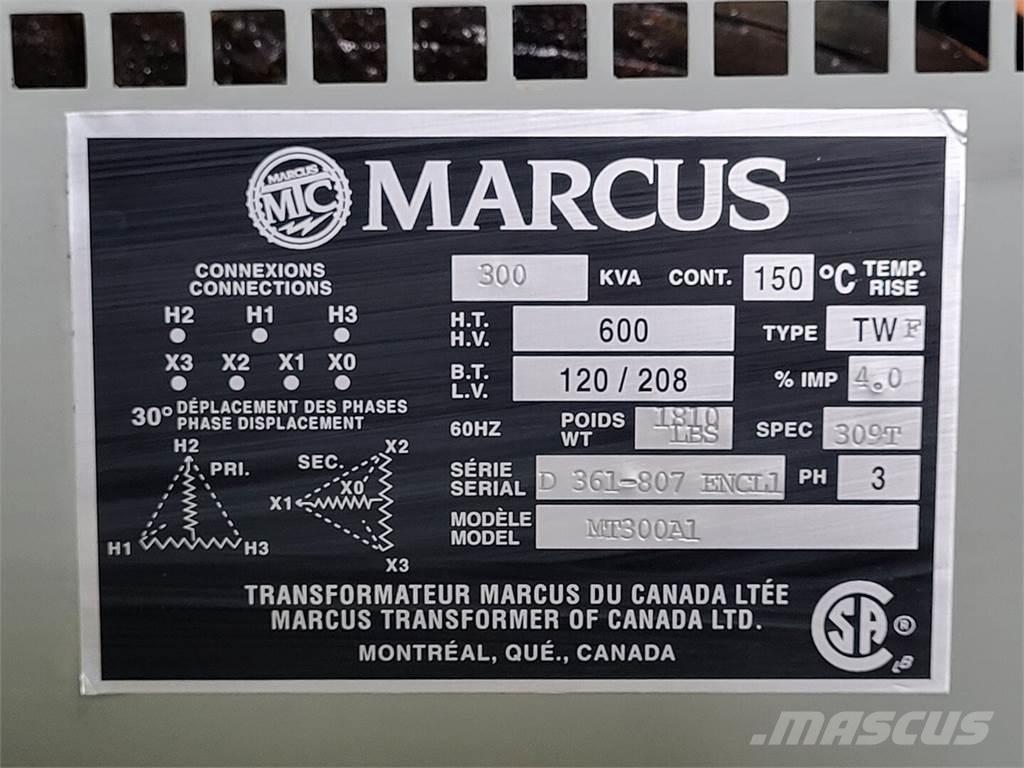 MARCUS
MTC
MARCUS
CONNEXIONS
CONNECTIONS
H2 H1 H3
X3 X2 X1 X0
30° DÉPLACEMENT DES PHASES
PHASE DISPLACEMENT
H2
PRI.
H1 H3
SEC.
X2
X0
X1
X3
300 KVA CONT. 150 °C TEMP. RISE
H.T.
H.V. 600 TYPE TWF
B.T.
L.V. 120 / 208 % IMP 4.0
60HZ POIDS
WT 1810 LBS SPEC 309T
SÉRIE
SERIAL D 361-807 ENCL1 PH 3
MODÈLE
MODEL MT300A1
TRANSFORMATEUR MARCUS DU CANADA LTÉE
MARCUS TRANSFORMER OF CANADA LTD.
MONTRÉAL, QUÉ., CANADA
CSA ®
LB
MASCUS